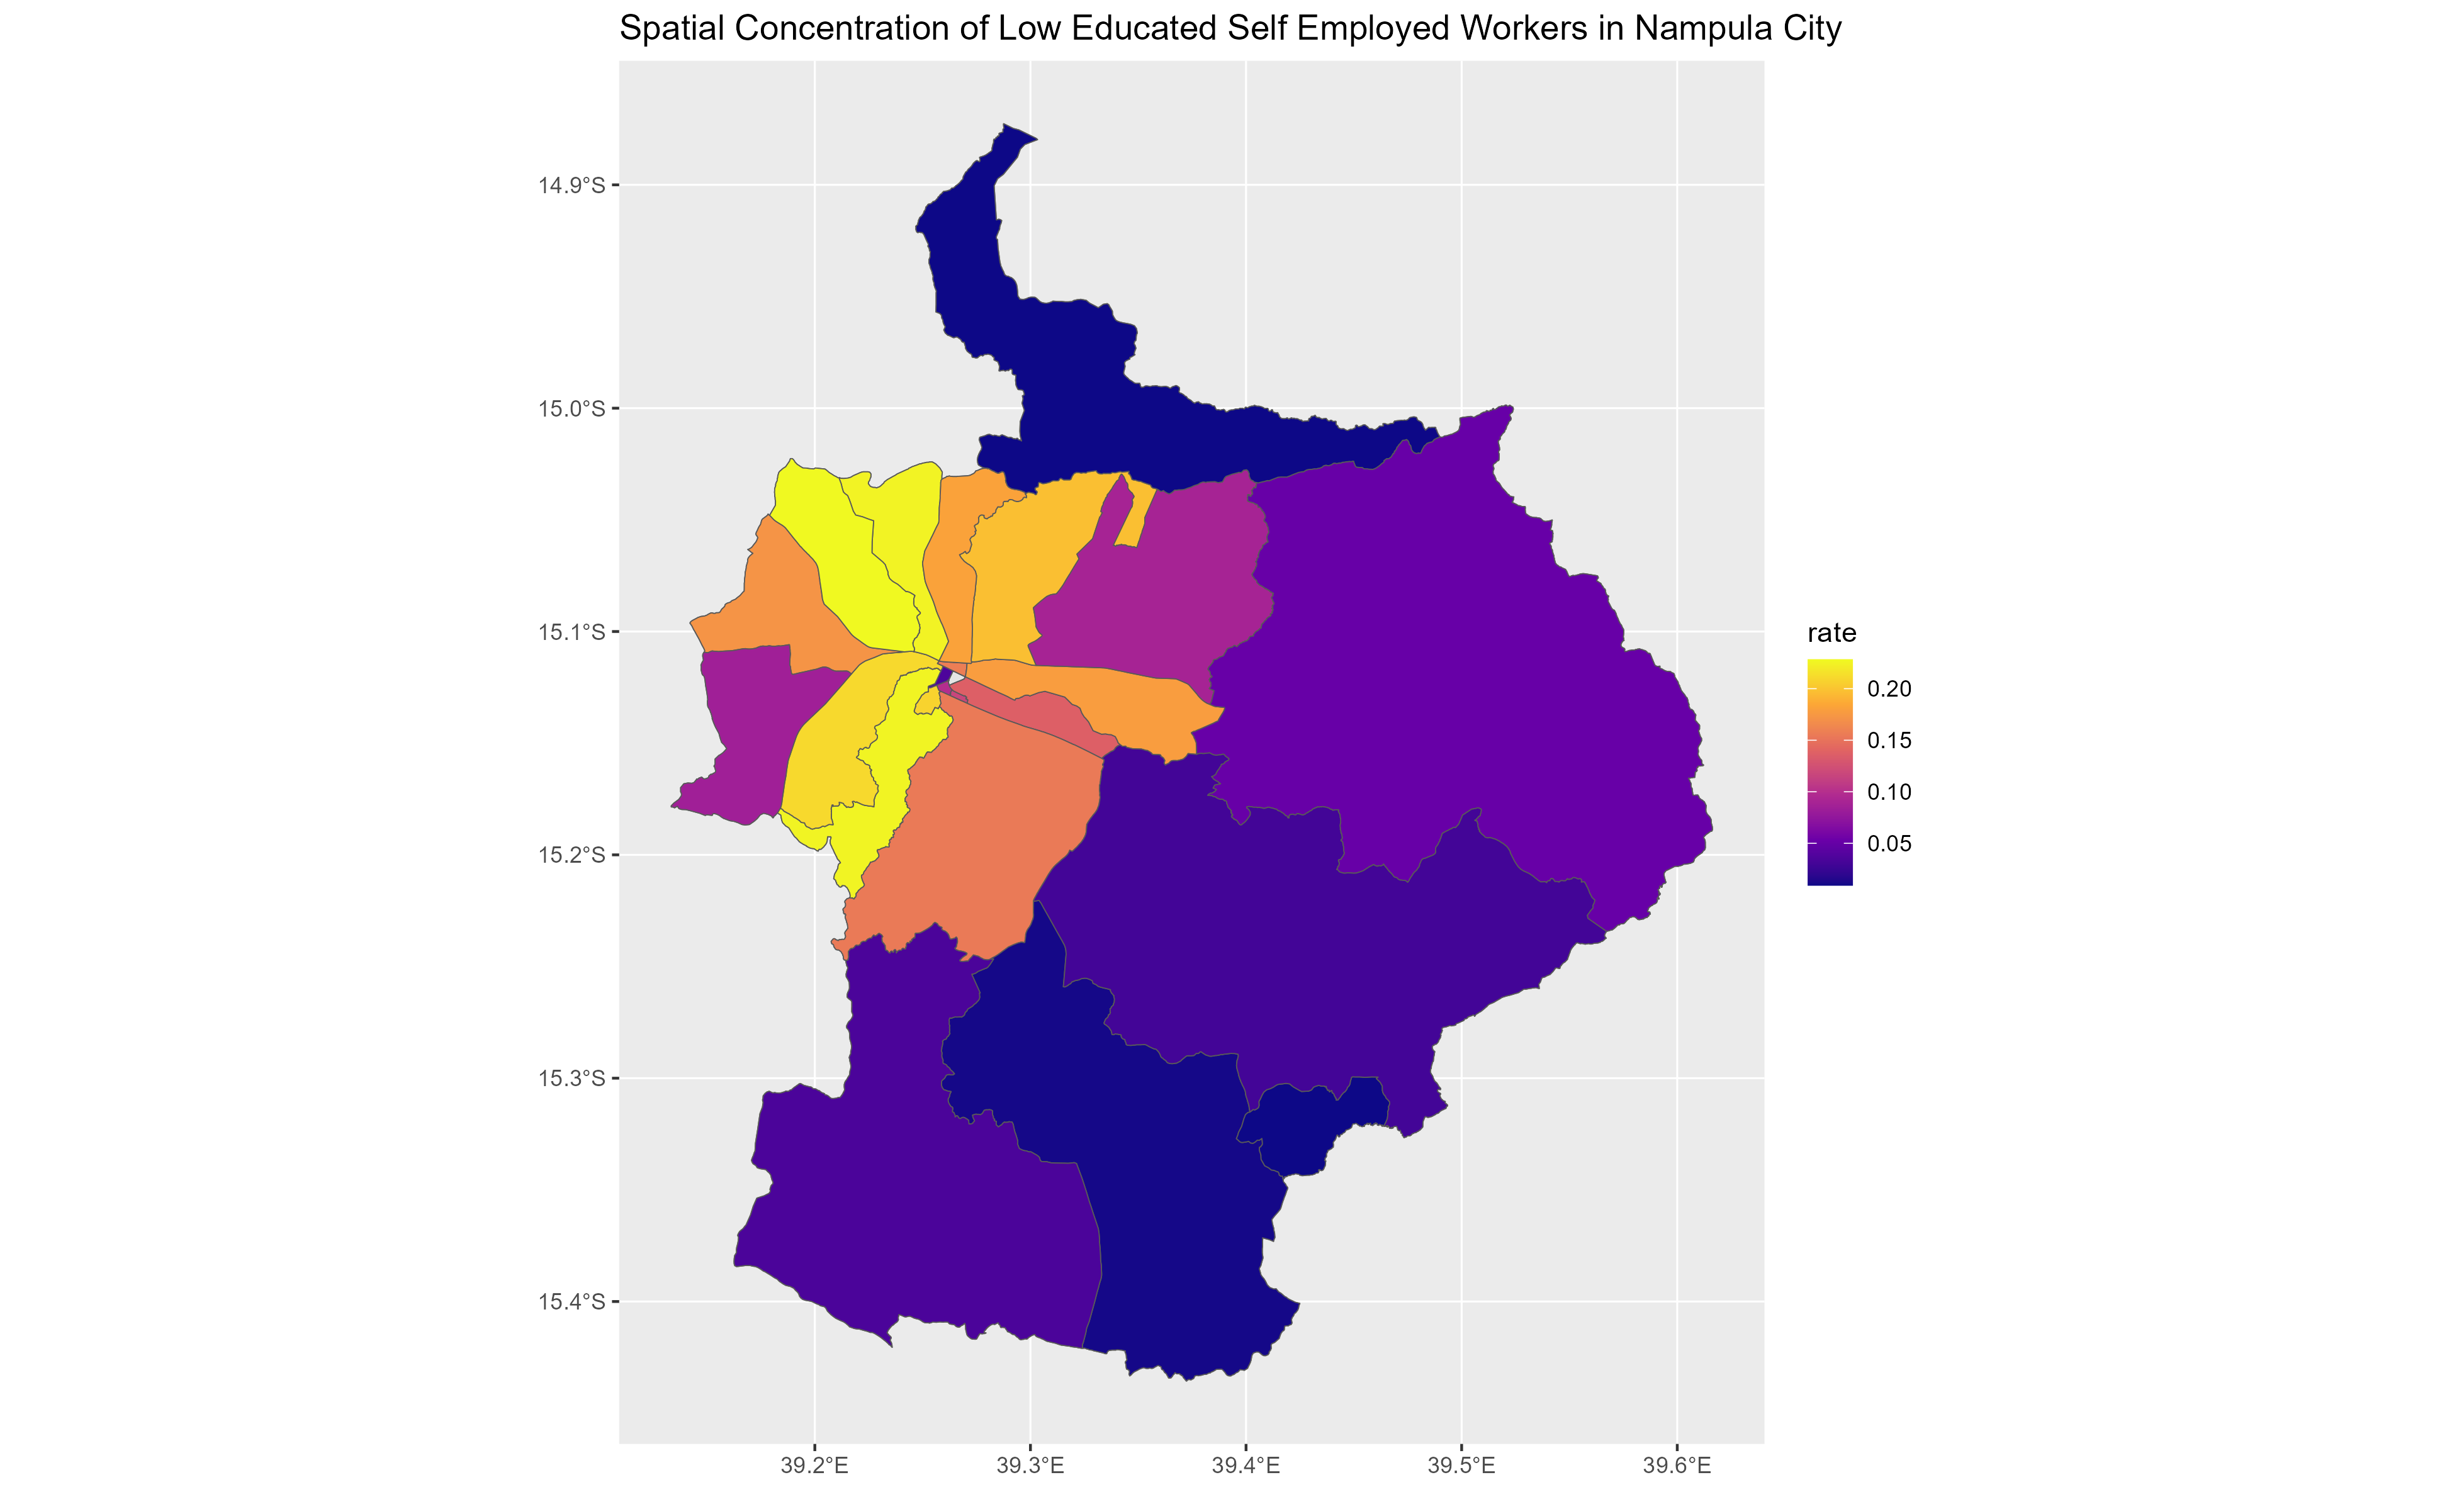 Spatial Concentration of Low Educated Self Employed Workers in Nampula City
14.9°S
15.0°S
15.1°S
15.2°S
15.3°S
15.4°S
39.2°E
39.3°E
39.4°E
39.5°E
39.6°E
rate
0.20
0.15
0.10
0.05